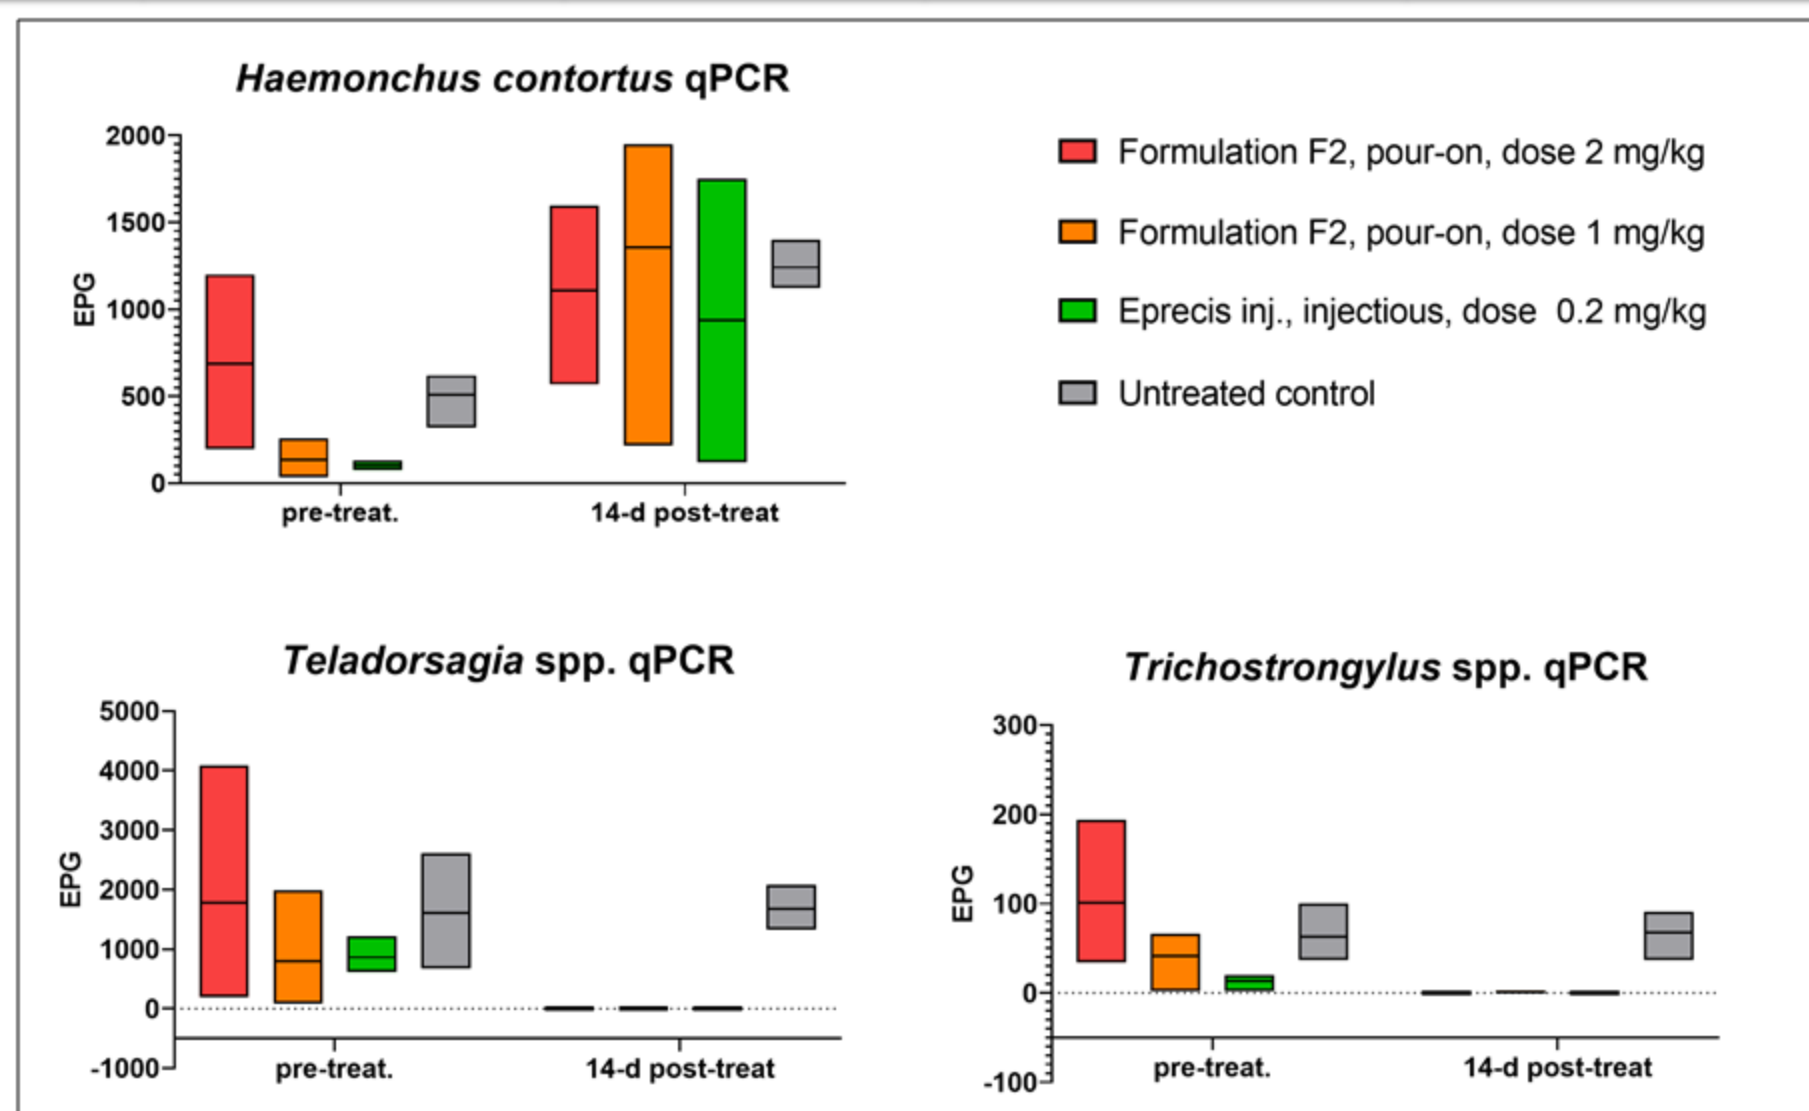 Haemonchus contortus qPCR
2000
1500
1000
500
0
EPG
pre-treat.
14-d post-treat
Formulation F2, pour-on, dose 2 mg/kg
Formulation F2, pour-on, dose 1 mg/kg
Eprecis inj., injectious, dose 0.2 mg/kg
Untreated control
Teladorsagia spp. qPCR
5000
4000
3000
2000
1000
0
-1000
EPG
pre-treat.
14-d post-treat
Trichostrongylus spp. qPCR
300
200
100
0
-100
EPG
pre-treat.
14-d post-treat